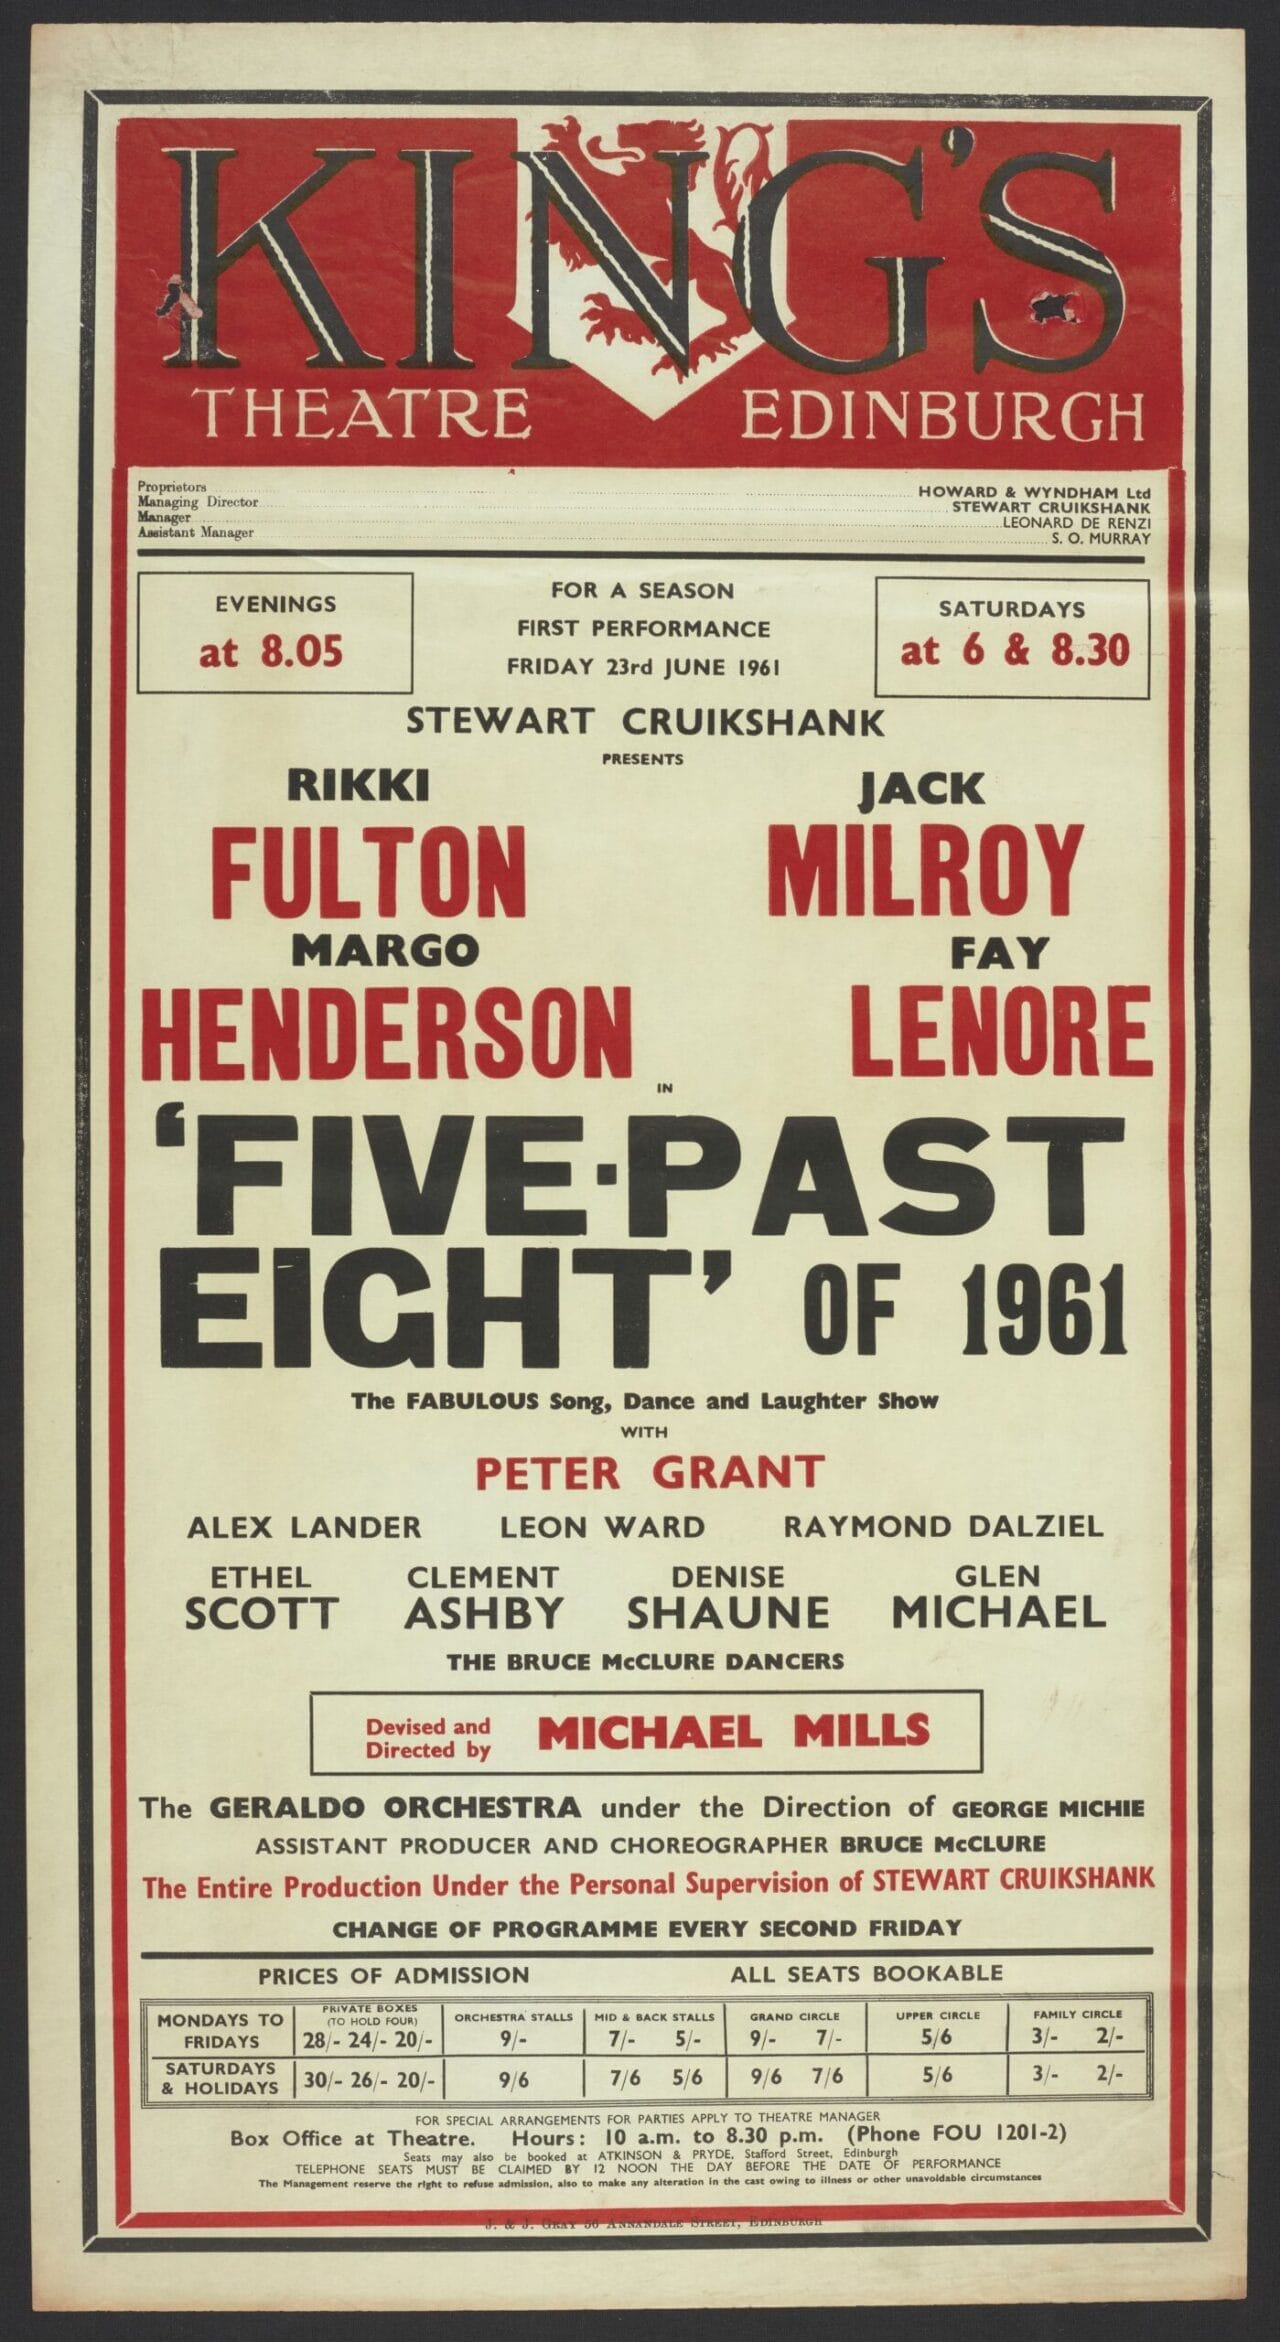 KING'S
THEATRE EDINBURGH
Proprietors HOWARD & WYNDHAM Ltd
Managing Director STEWART CRUIKSHANK
Manager LEONARD DE RENZI
Assistant Manager S. O. MURRAY
EVENINGS
at 8.05
FOR A SEASON
FIRST PERFORMANCE
FRIDAY 23rd JUNE 1961
SATURDAYS
at 6 & 8.30
STEWART CRUIKSHANK
PRESENTS
RIKKI JACK
FULTON MILROY
MARGO FAY
HENDERSON LENORE
IN
'FIVE-PAST
EIGHT' OF 1961
The FABULOUS Song, Dance and Laughter Show
WITH
PETER GRANT
ALEX LANDER LEON WARD RAYMOND DALZIEL
ETHEL CLEMENT DENISE GLEN
SCOTT ASHBY SHAUNE MICHAEL
THE BRUCE McCLURE DANCERS
Devised and
Directed by MICHAEL MILLS
The GERALDO ORCHESTRA under the Direction of GEORGE MICHIE
ASSISTANT PRODUCER AND CHOREOGRAPHER BRUCE McCLURE
The Entire Production Under the Personal Supervision of STEWART CRUIKSHANK
CHANGE OF PROGRAMME EVERY SECOND FRIDAY
PRICES OF ADMISSION ALL SEATS BOOKABLE
MONDAYS TO FRIDAYS PRIVATE BOXES (TO HOLD FOUR) ORCHESTRA STALLS MID & BACK STALLS GRAND CIRCLE UPPER CIRCLE FAMILY CIRCLE
28/- 24/- 20/- 9/- 7/- 5/- 9/- 7/- 5/6 3/- 2/-
SATURDAYS & HOLIDAYS 30/- 26/- 20/- 9/6 7/6 5/6 9/6 7/6 5/6 3/- 2/-
FOR SPECIAL ARRANGEMENTS FOR PARTIES APPLY TO THEATRE MANAGER
Box Office at Theatre. Hours: 10 a.m. to 8.30 p.m. (Phone FOU 1201-2)
Seats may also be booked at ATKINSON & PRYDE, Stafford Street, Edinburgh
TELEPHONE SEATS MUST BE CLAIMED BY 12 NOON THE DAY BEFORE THE DATE OF PERFORMANCE
The Management reserve the right to refuse admission, also to make any alteration in the cast owing to illness or other unavoidable circumstances
J. & J. GRAY 56 ANNANDALE STREET, EDINBURGH